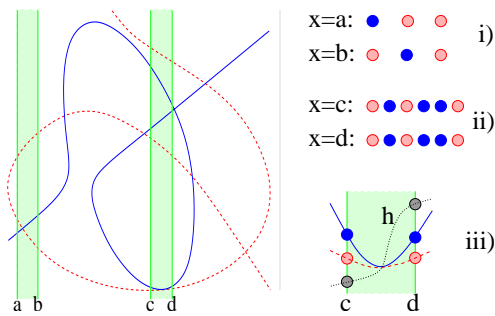 x=a:
i)
x=b:
x=c:
ii)
x=d:
h
iii)
a b c d
c d